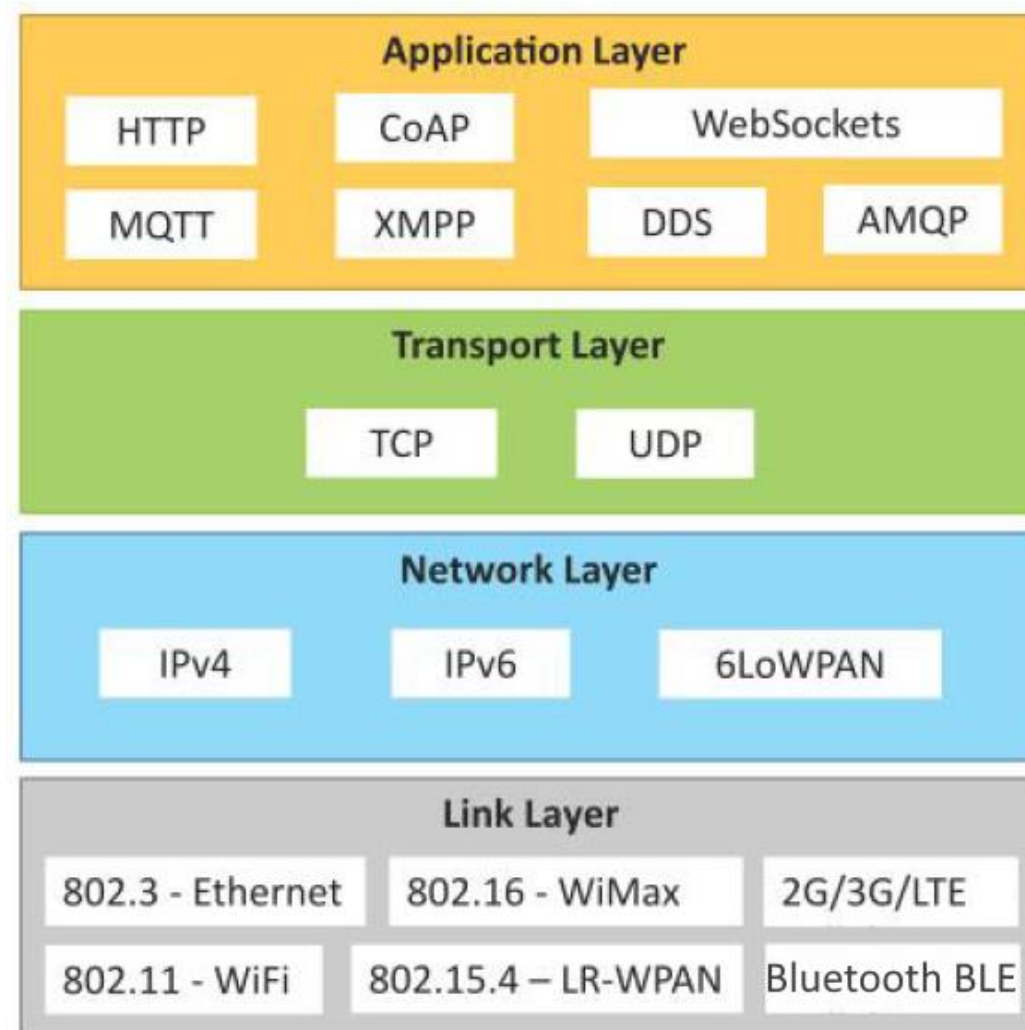 Application Layer
HTTP
CoAP
WebSockets
MQTT
XMPP
DDS
AMQP
Transport Layer
TCP
UDP
Network Layer
IPv4
IPv6
6LoWPAN
Link Layer
802.3 - Ethernet
802.16 - WiMax
2G/3G/LTE
802.11 - WiFi
802.15.4 – LR-WPAN
Bluetooth BLE